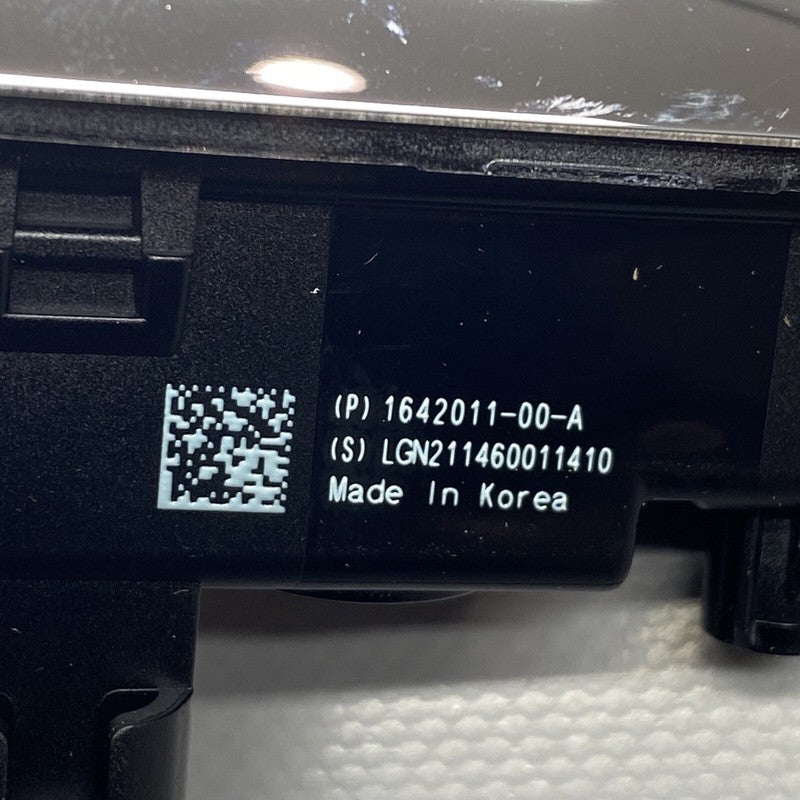 (P) 1642011-00-A
(S) LGN211460011410
Made In Korea